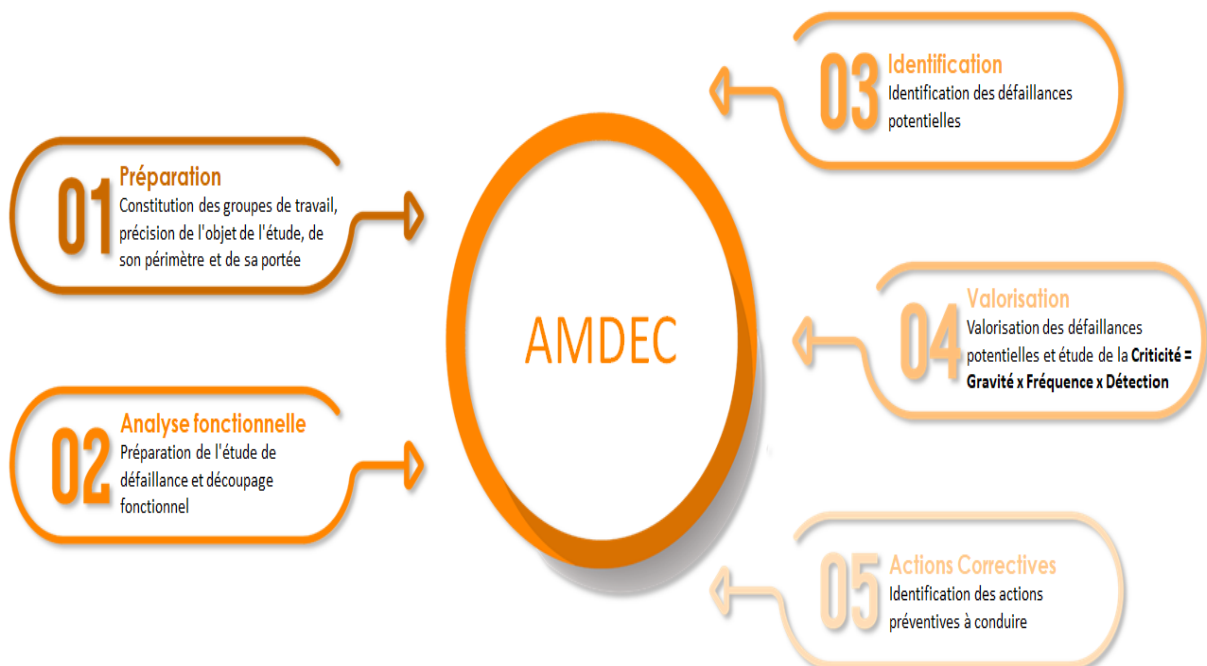 01
Préparation
Constitution des groupes de travail,
précision de l'objet de l'étude, de
son périmètre et de sa portée
02
Analyse fonctionnelle
Préparation de l'étude de
défaillance et découpage
fonctionnel
AMDEC
03
Identification
Identification des défaillances
potentielles
04
Valorisation
Valorisation des défaillances
potentielles et étude de la Criticité =
Gravité x Fréquence x Détection
05
Actions Correctives
Identification des actions
préventives à conduire